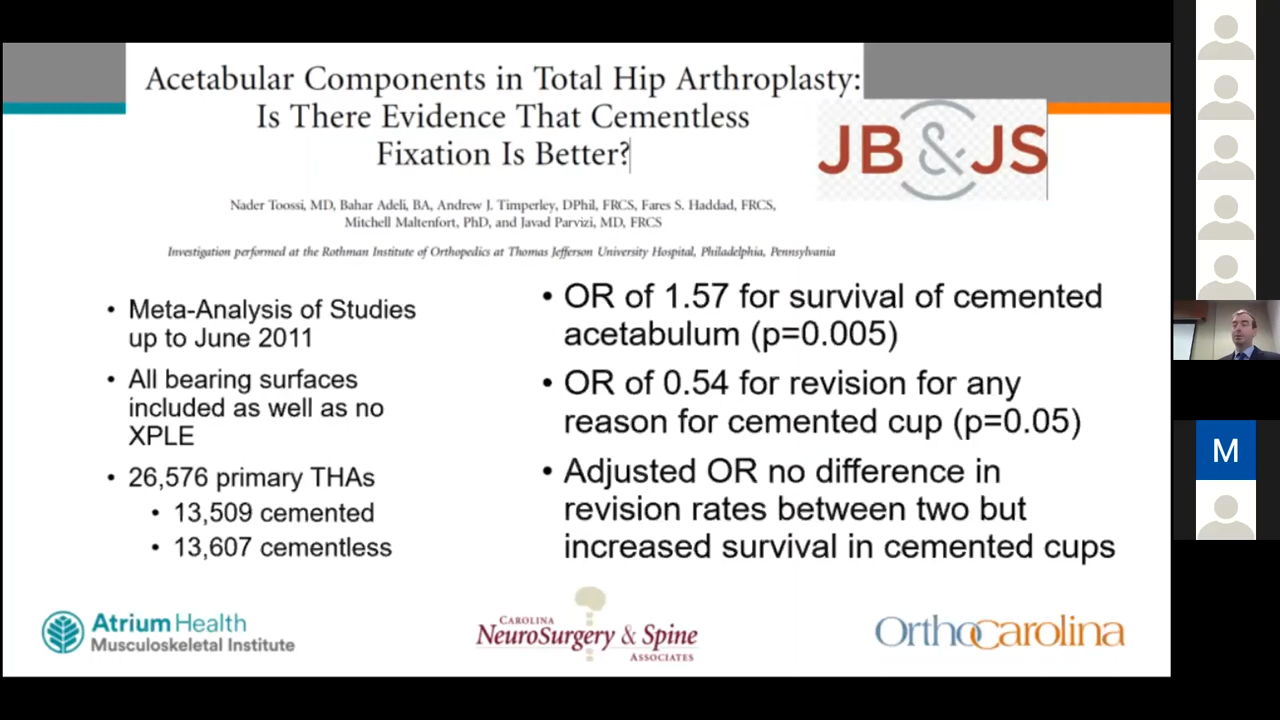 Acetabular Components in Total Hip Arthroplasty:
Is There Evidence That Cementless
Fixation Is Better?
JB&JS
Nader Toossi, MD, Bahar Adeli, BA, Andrew J. Timperley, DPhil, FRCS, Fares S. Haddad, FRCS,
Mitchell Maltenfort, PhD, and Javad Parvizi, MD, FRCS
Investigation performed at the Rothman Institute of Orthopedics at Thomas Jefferson University Hospital, Philadelphia, Pennsylvania
• Meta-Analysis of Studies
up to June 2011
• All bearing surfaces
included as well as no
XPLE
• 26,576 primary THAs
• 13,509 cemented
• 13,607 cementless
• OR of 1.57 for survival of cemented
acetabulum (p=0.005)
• OR of 0.54 for revision for any
reason for cemented cup (p=0.05)
• Adjusted OR no difference in
revision rates between two but
increased survival in cemented cups
Atrium Health
Musculoskeletal Institute
CAROLINA
NEUROSURGERY & SPINE
ASSOCIATES
OrthoCarolina
M